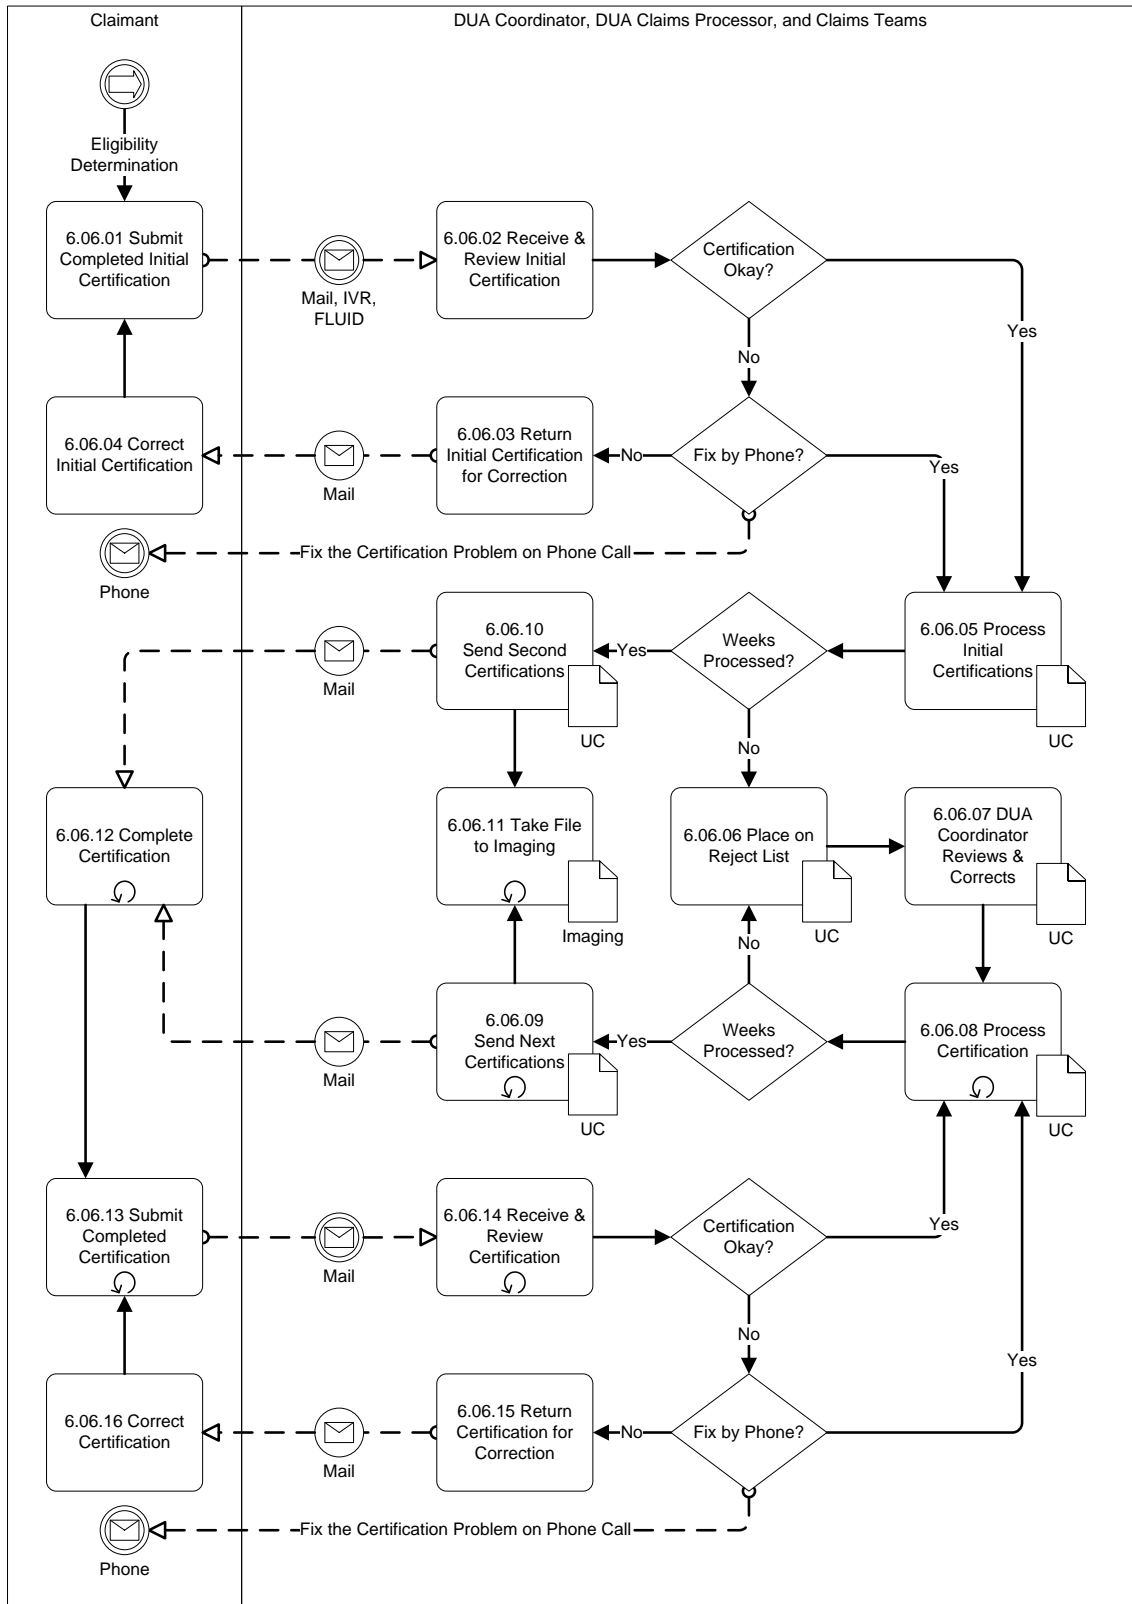 Claimant
DUA Coordinator, DUA Claims Processor, and Claims Teams
Eligibility
Determination
6.06.01 Submit
Completed Initial
Certification
Mail, IVR,
FLUID
6.06.02 Receive &
Review Initial
Certification
Certification
Okay?
Yes
No
6.06.04 Correct
Initial Certification
Mail
6.06.03 Return
Initial Certification
for Correction
No
Fix by Phone?
Yes
Fix the Certification Problem on Phone Call
Phone
Mail
6.06.10
Send Second
Certifications
UC
Yes
Weeks
Processed?
No
6.06.05 Process
Initial
Certifications
UC
6.06.12 Complete
Certification
6.06.11 Take File
to Imaging
Imaging
6.06.06 Place on
Reject List
UC
6.06.07 DUA
Coordinator
Reviews &
Corrects
UC
No
Mail
6.06.09
Send Next
Certifications
UC
Yes
Weeks
Processed?
6.06.08 Process
Certification
UC
6.06.13 Submit
Completed
Certification
Mail
6.06.14 Receive &
Review
Certification
Certification
Okay?
Yes
No
Yes
6.06.16 Correct
Certification
Mail
6.06.15 Return
Certification for
Correction
No
Fix by Phone?
Fix the Certification Problem on Phone Call
Phone